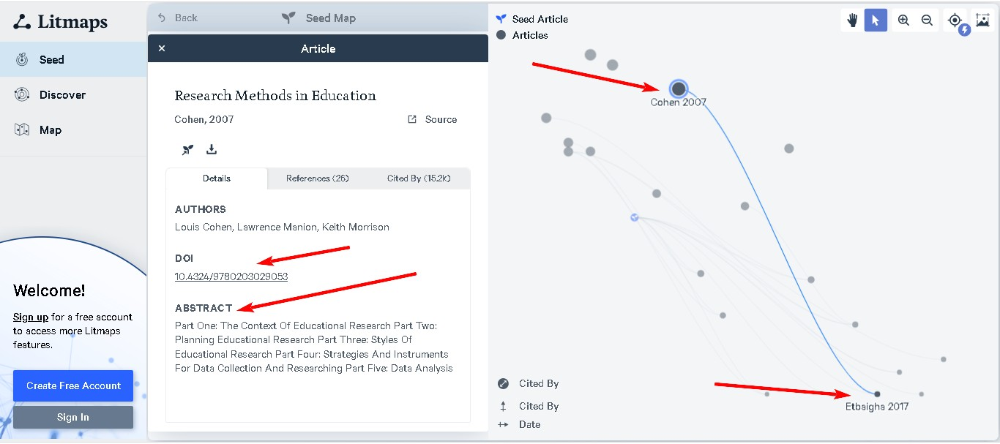 Litmaps
Seed
Discover
Map
Welcome!
Sign up for a free account
to access more Litmaps
features.
Create Free Account
Sign In
Back
Seed Map
Article
Research Methods in Education
Cohen, 2007
Source
Details
References (26)
Cited By (15.2K)
AUTHORS
Louis Cohen, Lawrence Manion, Keith Morrison
DOI
10.4324/9780203029053
ABSTRACT
Part One: The Context Of Educational Research Part Two:
Planning Educational Research Part Three: Styles Of
Educational Research Part Four: Strategies And Instruments
For Data Collection And Researching Part Five: Data Analysis
Seed Article
Articles
Cohen 2007
Etbaigha 2017
Cited By
Cited By
Date